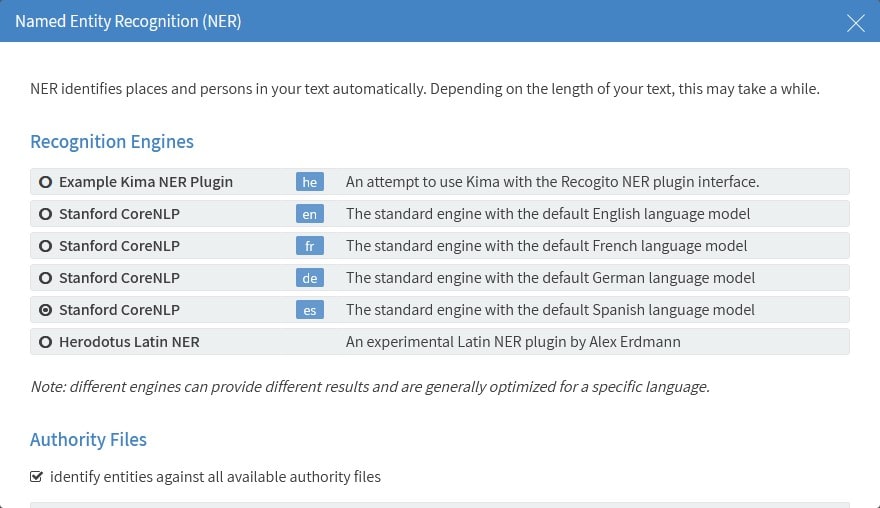 Named Entity Recognition (NER)
NER identifies places and persons in your text automatically. Depending on the length of your text, this may take a while.
Recognition Engines
Example Kima NER Plugin he An attempt to use Kima with the Recogito NER plugin interface.
Stanford CoreNLP en The standard engine with the default English language model
Stanford CoreNLP fr The standard engine with the default French language model
Stanford CoreNLP de The standard engine with the default German language model
Stanford CoreNLP es The standard engine with the default Spanish language model
Herodotus Latin NER An experimental Latin NER plugin by Alex Erdmann
Note: different engines can provide different results and are generally optimized for a specific language.
Authority Files
identify entities against all available authority files